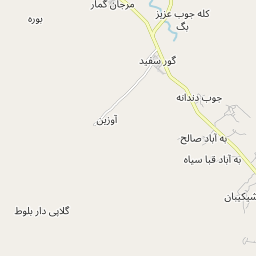 مرجان گمار
کله جوب عزیز
بگ
بوره
گور سفید
جوب دندانه
آوزین
به آباد صالح
به آباد قبا سیاه
شیکیبان
گلایی دار بلوط